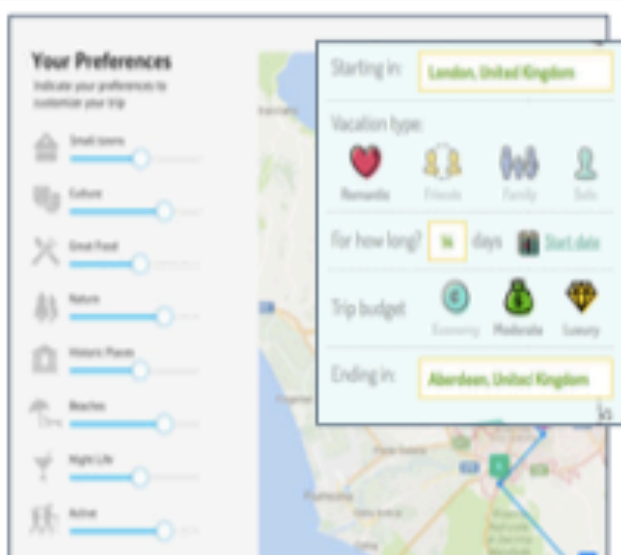 Your Preferences
Indicate your preferences to
customize your trip
Small towns
Culture
Great Food
Nature
Historic Places
Beaches
Night Life
Active
Starting in:
London, United Kingdom
Vacation type:
Romantic
Friends
Family
Solo
For how long?
days
Start date
Trip budget
Economy
Moderate
Luxury
Ending in:
Aberdeen, United Kingdom